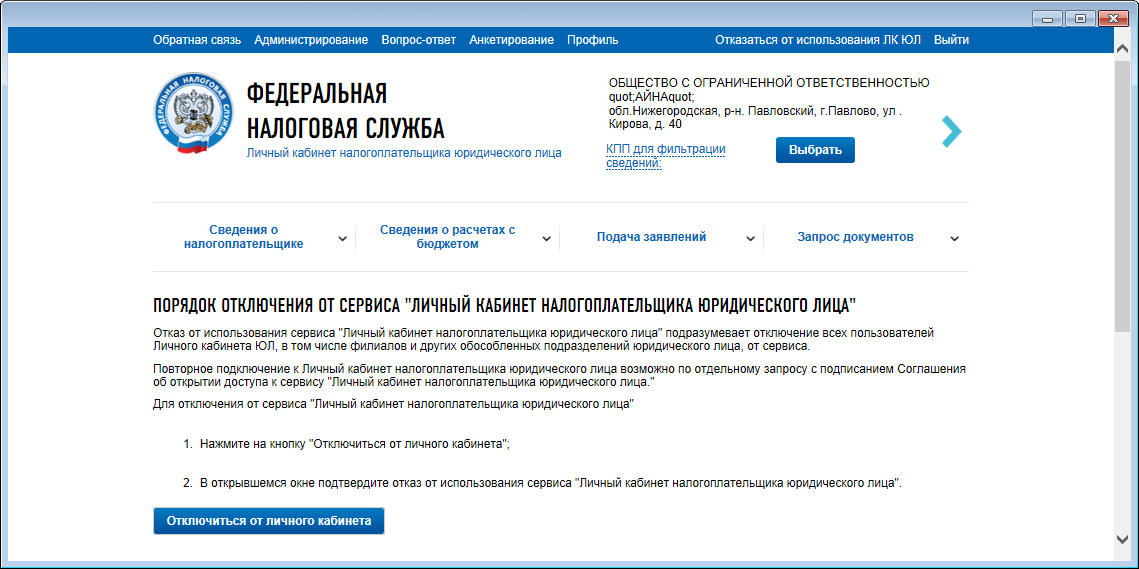 Обратная связь Администрирование Вопрос-ответ Анкетирование Профиль Отказаться от использования ЛК ЮЛ Выйти
ФЕДЕРАЛЬНАЯ НАЛОГОВАЯ СЛУЖБА
ФЕДЕРАЛЬНАЯ
НАЛОГОВАЯ СЛУЖБА
Личный кабинет налогоплательщика юридического лица
ОБЩЕСТВО С ОГРАНИЧЕННОЙ ОТВЕТСТВЕННОСТЬЮ
quot;АЙНАquot;
обл.Нижегородская, р-н. Павловский, г.Павлово, ул .
Кирова, д. 40
КПП для фильтрации
сведений:
Выбрать
Сведения о
налогоплательщике
Сведения о расчетах с
бюджетом
Подача заявлений
Запрос документов
ПОРЯДОК ОТКЛЮЧЕНИЯ ОТ СЕРВИСА "ЛИЧНЫЙ КАБИНЕТ НАЛОГОПЛАТЕЛЬЩИКА ЮРИДИЧЕСКОГО ЛИЦА"
Отказ от использования сервиса "Личный кабинет налогоплательщика юридического лица" подразумевает отключение всех пользователей
Личного кабинета ЮЛ, в том числе филиалов и других обособленных подразделений юридического лица, от сервиса.
Повторное подключение к Личный кабинет налогоплательщика юридического лица возможно по отдельному запросу с подписанием Соглашения
об открытии доступа к сервису "Личный кабинет налогоплательщика юридического лица."
Для отключения от сервиса "Личный кабинет налогоплательщика юридического лица"
1. Нажмите на кнопку "Отключиться от личного кабинета";
2. В открывшемся окне подтвердите отказ от использования сервиса "Личный кабинет налогоплательщика юридического лица".
Отключиться от личного кабинета